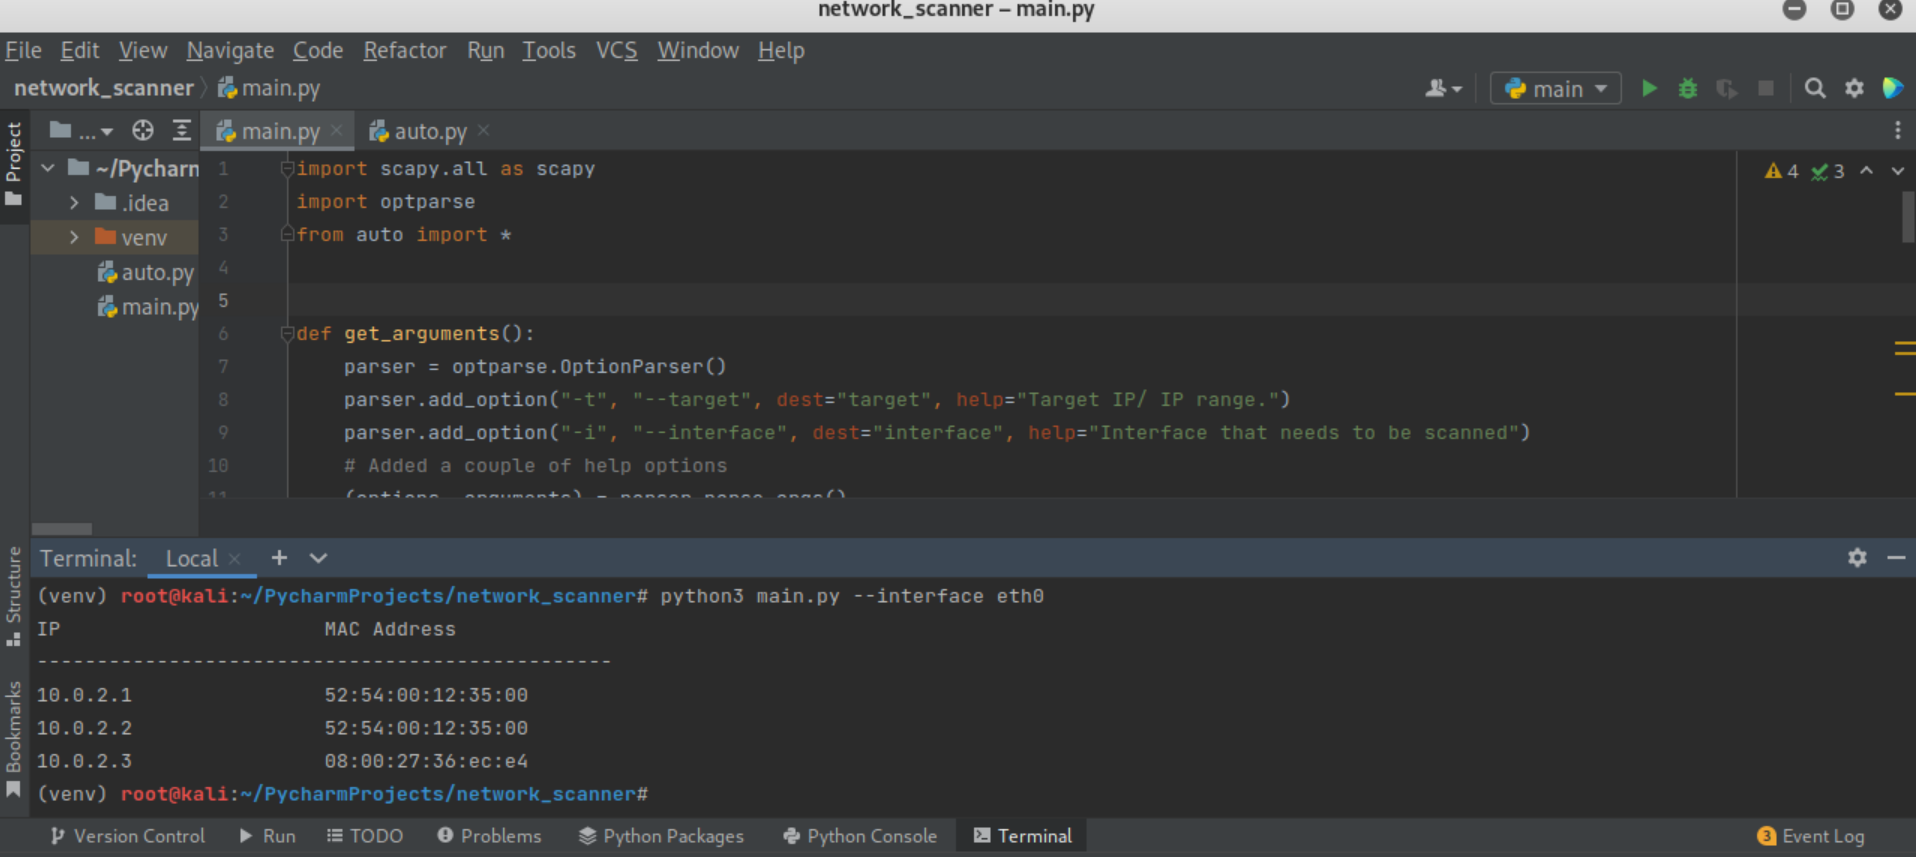 network_scanner – main.py
File Edit View Navigate Code Refactor Run Tools VCS Window Help
network_scanner main.py
main
Project
... main.py auto.py
~/Pycharm
.idea
venv
auto.py
main.py
4 3
1 import scapy.all as scapy
2 import optparse
3 from auto import *
4
5
6 def get_arguments():
7 parser = optparse.OptionParser()
8 parser.add_option("-t", "--target", dest="target", help="Target IP/ IP range.")
9 parser.add_option("-i", "--interface", dest="interface", help="Interface that needs to be scanned")
10 # Added a couple of help options
11 (options, arguments) = parser.parse_args()
Structure
Bookmarks
Terminal: Local
(venv) root@kali:~/PycharmProjects/network_scanner# python3 main.py --interface eth0
IP MAC Address
------------------------------------------------
10.0.2.1 52:54:00:12:35:00
10.0.2.2 52:54:00:12:35:00
10.0.2.3 08:00:27:36:ec:e4
(venv) root@kali:~/PycharmProjects/network_scanner#
Version Control Run TODO Problems Python Packages Python Console Terminal 3 Event Log